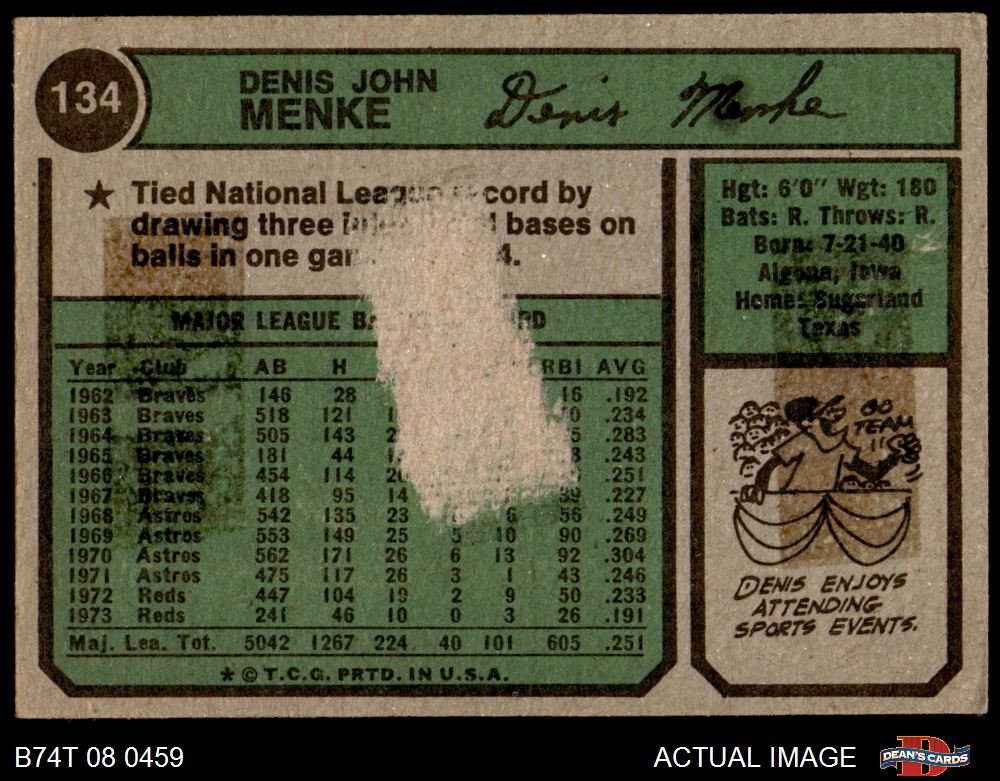 134
DENIS JOHN
MENKE
Denis Menke
★ Tied National League record by
drawing three bases on
balls in one 4.
MAJOR LEAGUE
Year Club AB H RBI AVG
1962 Braves 146 28 16 .192
1963 Braves 518 121 .234
1964 Braves 505 143 .283
1965 Braves 181 44 .243
1966 Braves 454 114 .251
1967 Braves 418 95 14 39 .227
1968 Astros 542 135 23 6 56 .249
1969 Astros 553 149 25 5 10 90 .269
1970 Astros 562 171 26 6 13 92 .304
1971 Astros 475 117 26 3 1 43 .246
1972 Reds 447 104 19 2 9 50 .233
1973 Reds 241 46 10 0 3 26 .191
Maj. Lea. Tot. 5042 1267 224 40 101 605 .251
* © T.C.G. PRTD. IN U.S.A.
Hgt: 6'0" Wgt: 180
Bats: R. Throws: R.
Born: 7-21-40
Algona, Iowa
Home: Sugarland
Texas
GO
TEAM
!!
DENIS ENJOYS
ATTENDING
SPORTS EVENTS.
B74T 08 0459
ACTUAL IMAGE
DEAN'S CARDS